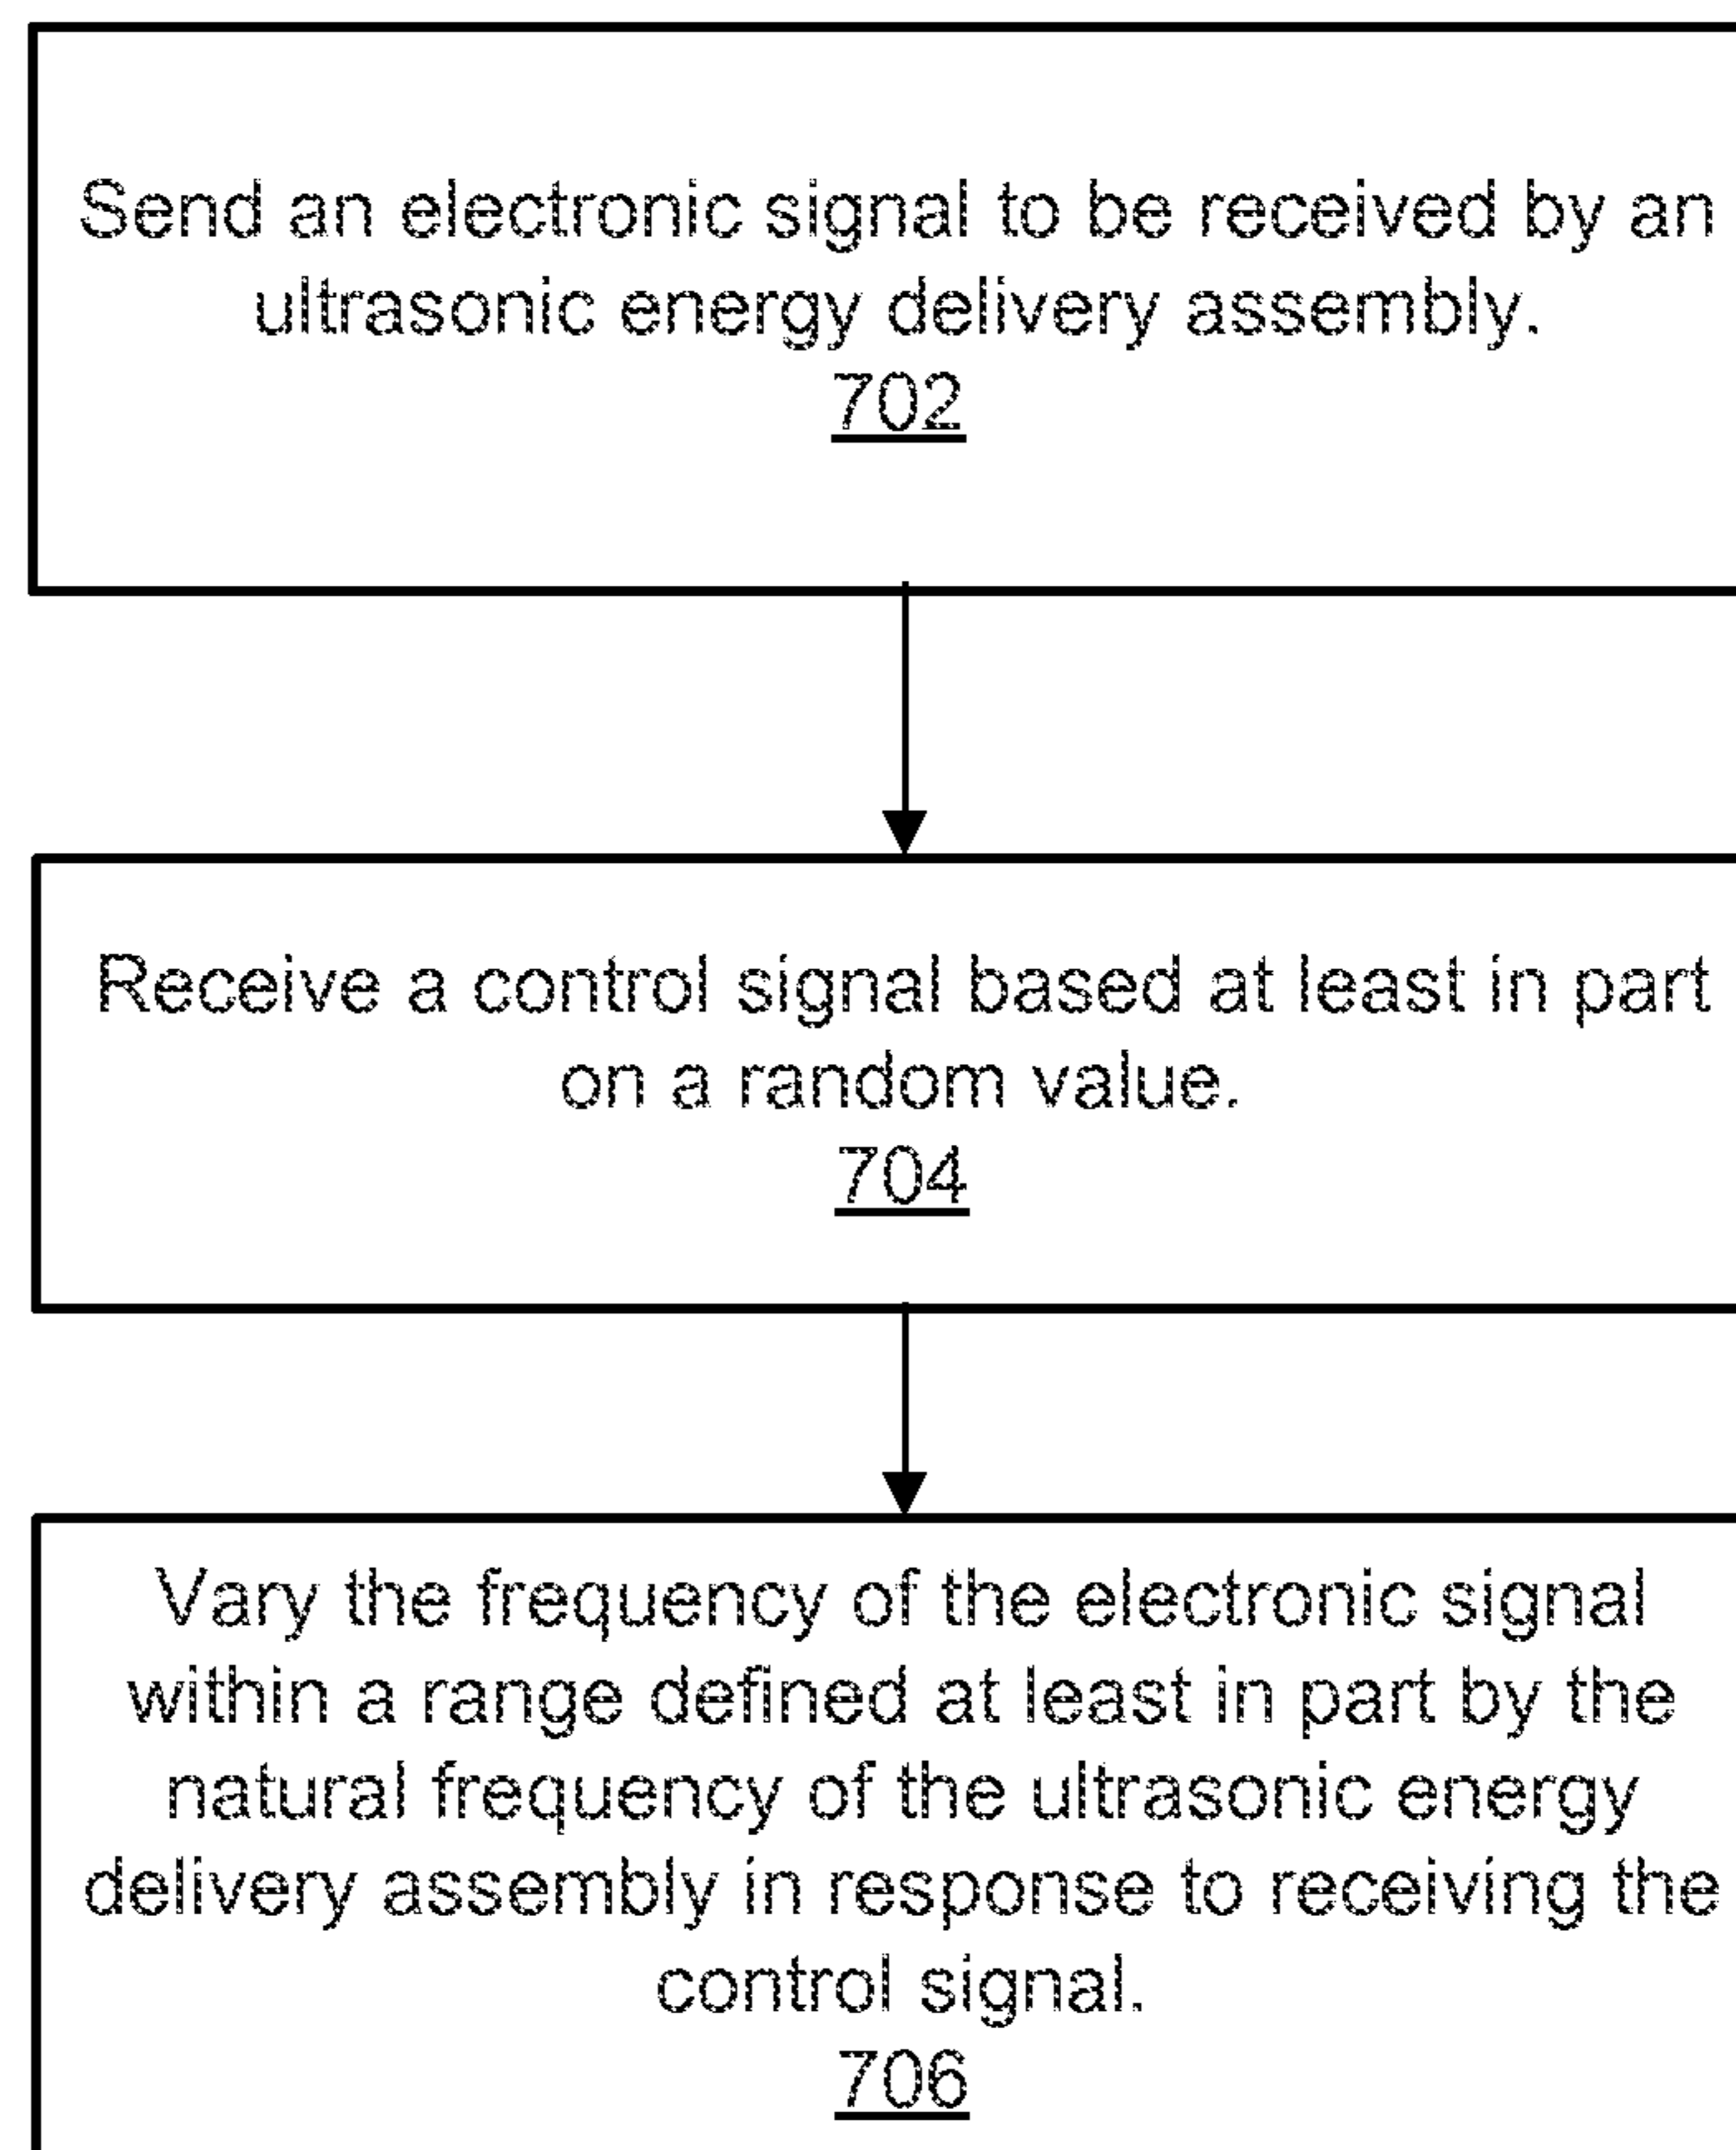 Send an electronic signal to be received by an
ultrasonic energy delivery assembly.
702
Receive a control signal based at least in part
on a random value.
704
Vary the frequency of the electronic signal
within a range defined at least in part by the
natural frequency of the ultrasonic energy
delivery assembly in response to receiving the
control signal.
706